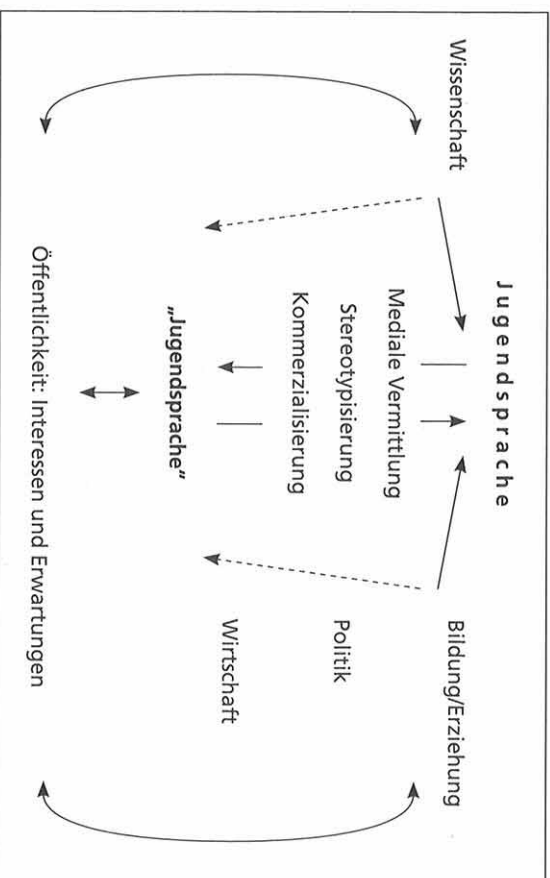 Jugendsprache
Wissenschaft
Bildung/Erziehung
Mediale Vermittlung
Stereotypisierung
Politik
Kommerzialisierung
Wirtschaft
„Jugendsprache“
Öffentlichkeit: Interessen und Erwartungen